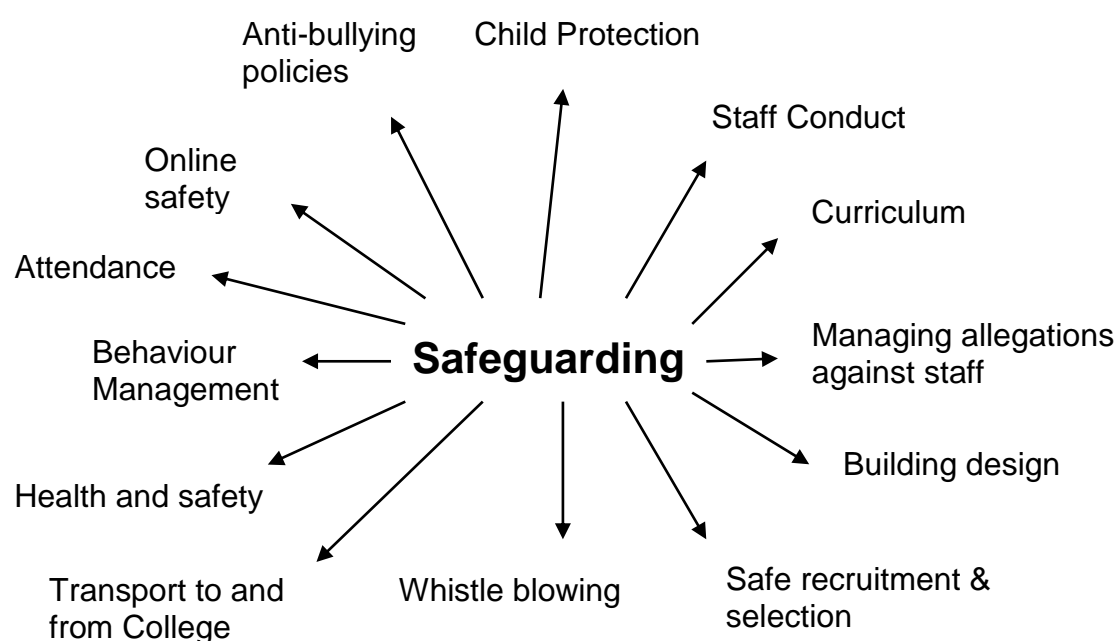 Anti-bullying
policies
Child Protection
Staff Conduct
Online
safety
Curriculum
Attendance
Behaviour
Management
Safeguarding
Managing allegations
against staff
Building design
Health and safety
Transport to and
from College
Whistle blowing
Safe recruitment &
selection